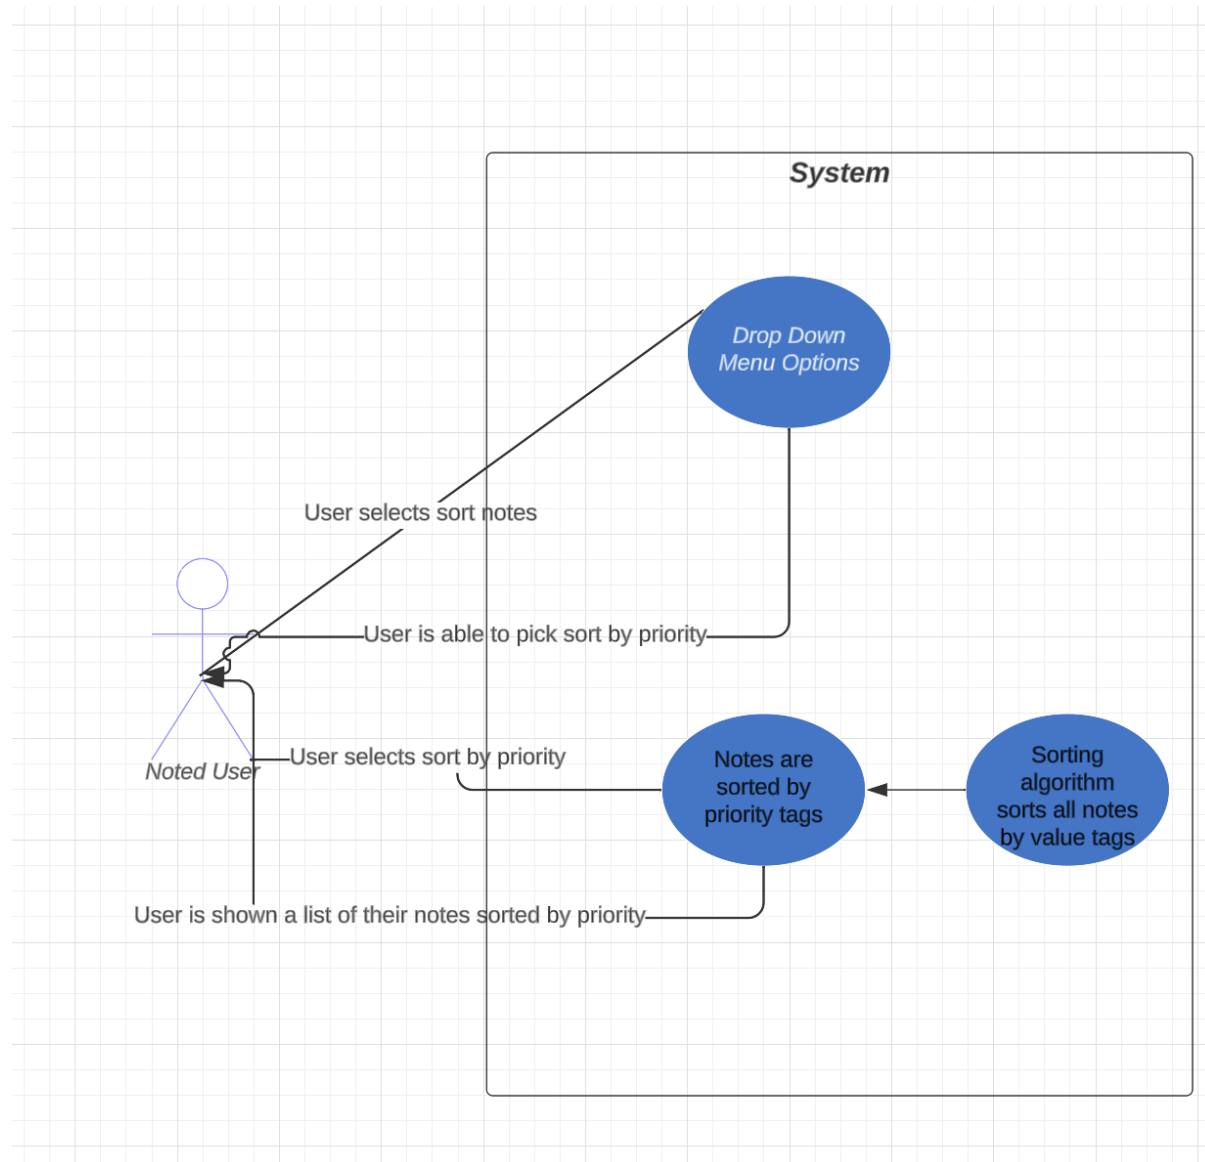 System
Drop Down
Menu Options
User selects sort notes
User is able to pick sort by priority
User selects sort by priority
Noted User
Notes are
sorted by
priority tags
Sorting
algorithm
sorts all notes
by value tags
User is shown a list of their notes sorted by priority